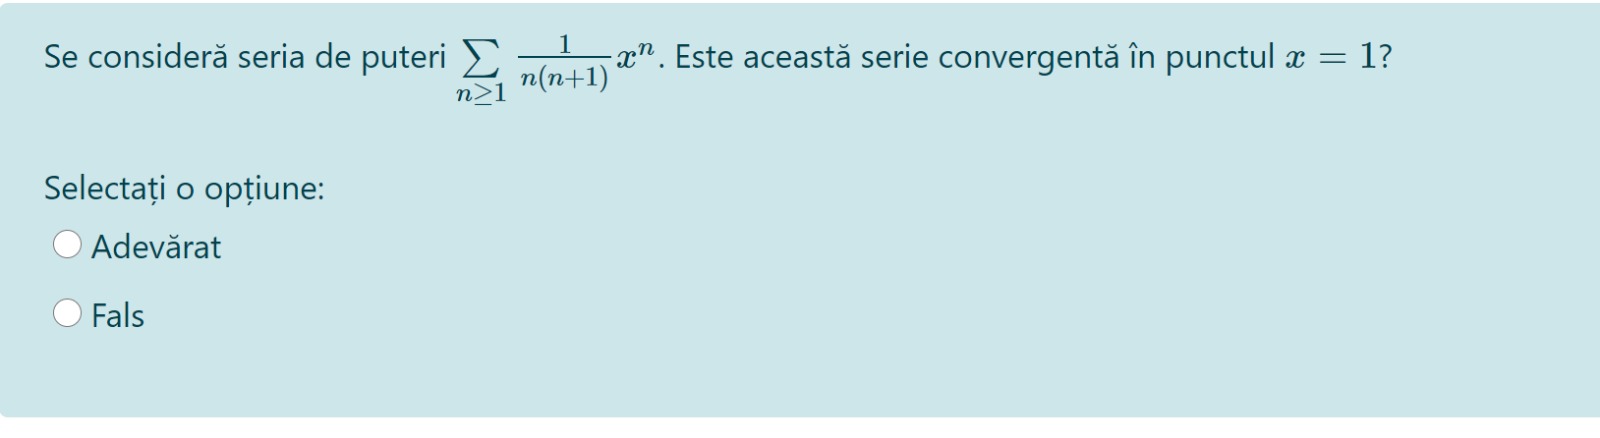 Se consideră seria de puteri $\sum_{n \geq 1} \frac{1}{n(n+1)} x^n$. Este această serie convergentă în punctul $x = 1$?
Selectați o opțiune:
Adevărat
Fals